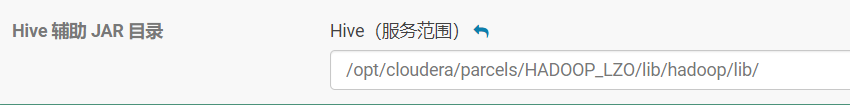 Hive 辅助 JAR 目录
Hive（服务范围）
/opt/cloudera/parcels/HADOOP_LZO/lib/hadoop/lib/